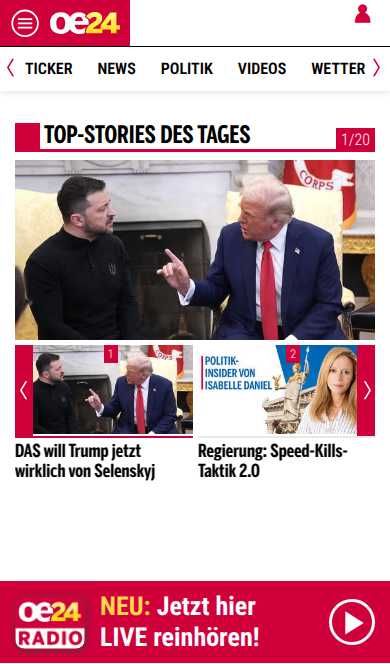 oe24
TICKER NEWS POLITIK VIDEOS WETTER
TOP-STORIES DES TAGES
1/20
CORPS
1
2
POLITIK-
INSIDER VON
ISABELLE DANIEL
DAS will Trump jetzt
wirklich von Selenskyj
Regierung: Speed-Kills-
Taktik 2.0
oe24
RADIO
NEU: Jetzt hier
LIVE reinhören!